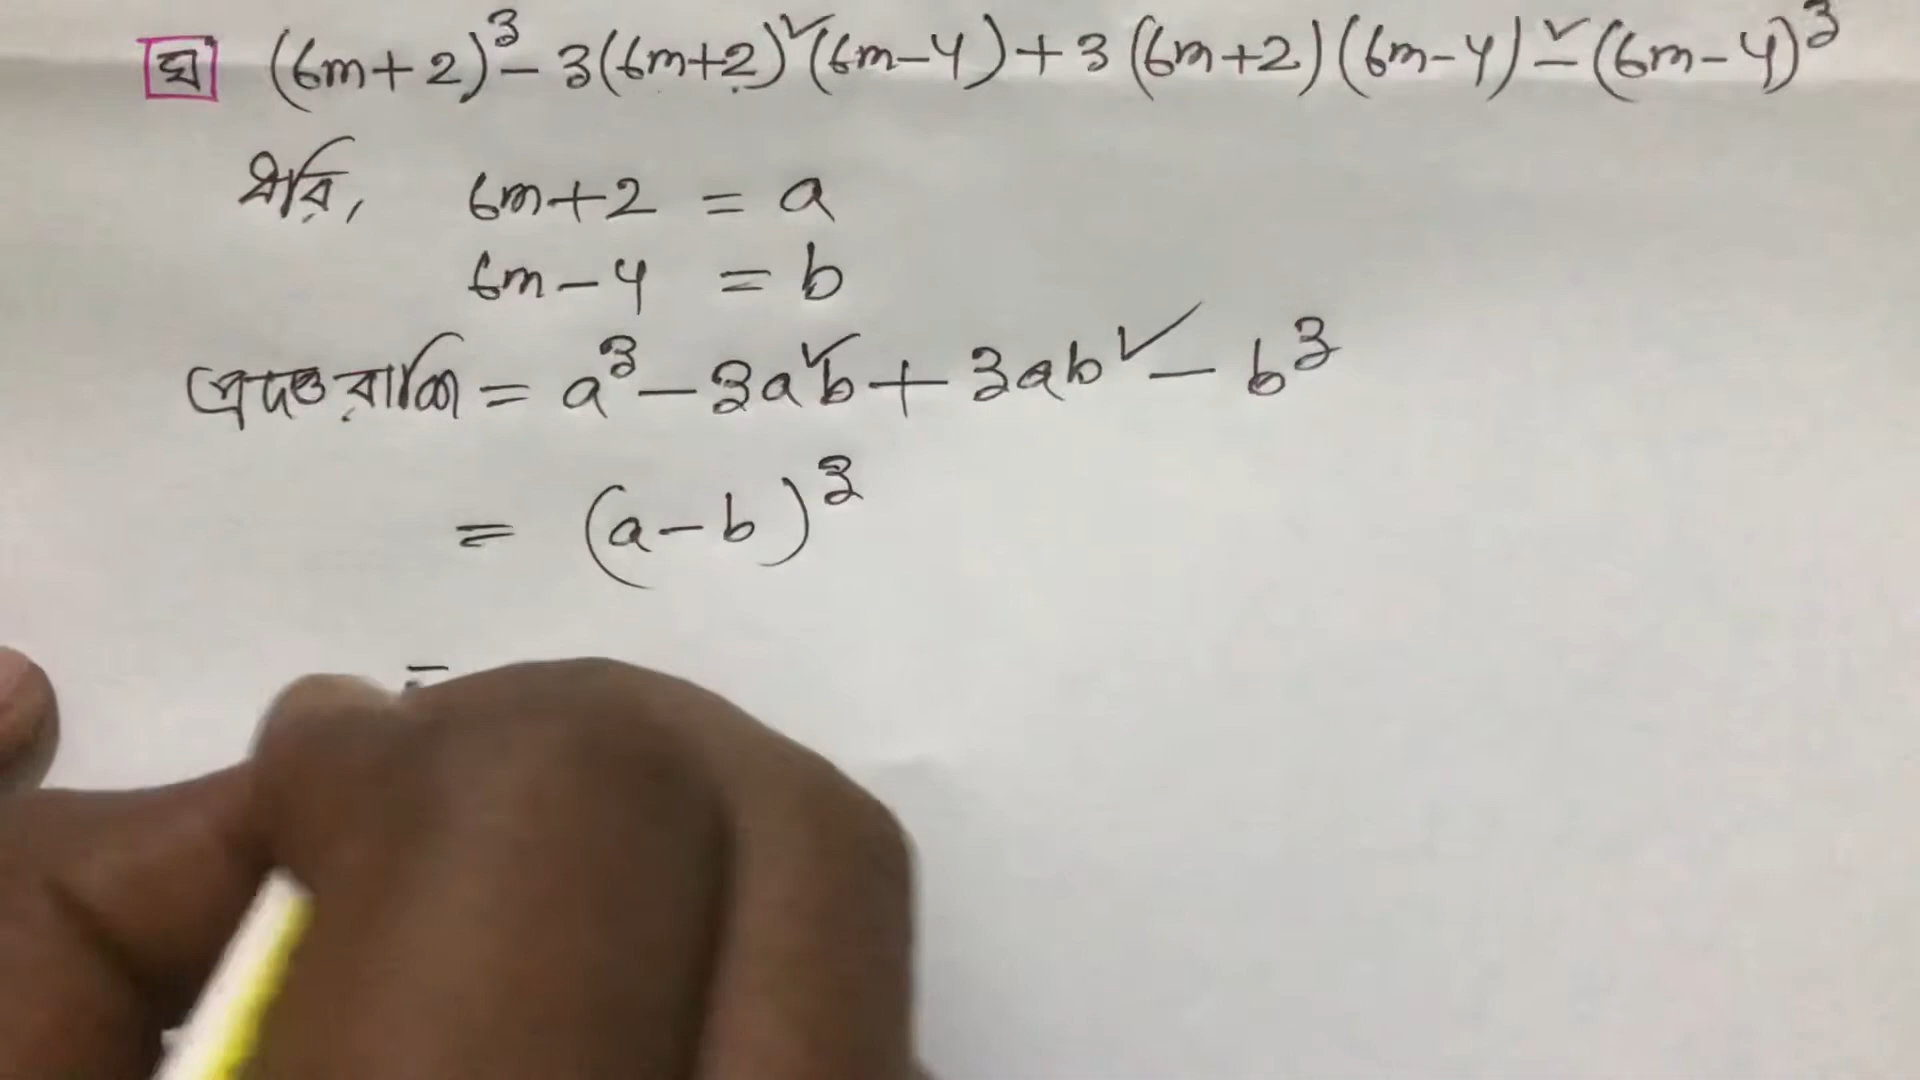 ঘ (6m+2)³ - 3(6m+2)²(6m-4) + 3(6m+2)(6m-4)² - (6m-4)³
ধরি, 6m+2 = a
6m-4 = b
প্রদত্ত রাশি = a³ - 3a²b + 3ab² - b³
= (a-b)³